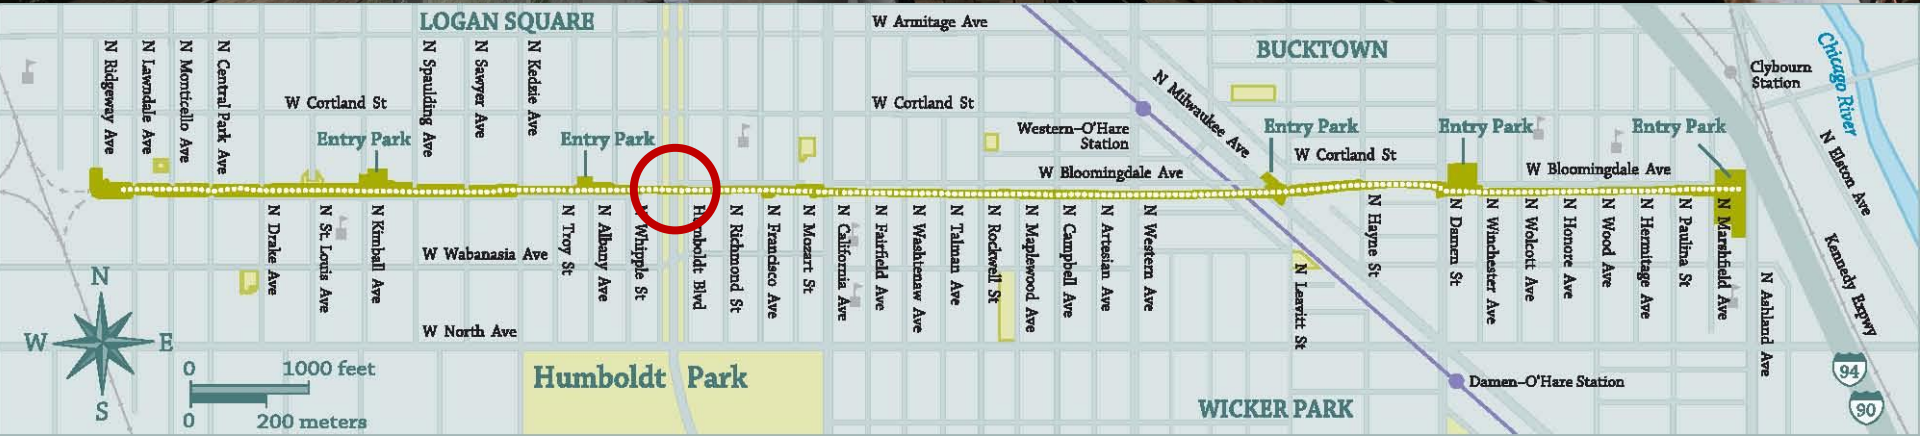 LOGAN SQUARE
W Armitage Ave
BUCKTOWN
Chicago River
Clybourn
Station
N Ridgeway Ave
N Lawndale Ave
N Monticello Ave
N Central Park Ave
N Spaulding Ave
N Sawyer Ave
N Kedzie Ave
W Cortland St
W Cortland St
N Milwaukee Ave
Entry Park
Entry Park
Western–O'Hare
Station
Entry Park
Entry Park
Entry Park
W Cortland St
N Elston Ave
W Bloomingdale Ave
W Bloomingdale Ave
N Drake Ave
N St. Louis Ave
N Kimball Ave
W Wabanasia Ave
N Troy St
N Albany Ave
N Whipple St
Humboldt Blvd
N Richmond St
N Francisco Ave
N Mozart St
N California Ave
N Fairfield Ave
N Washtenaw Ave
N Talman Ave
N Rockwell St
N Maplewood Ave
N Campbell Ave
N Artesian Ave
N Western Ave
N Leavitt St
N Hayne St
N Damen St
N Winchester Ave
N Wolcott Ave
N Honore Ave
N Wood Ave
N Hermitage Ave
N Paulina St
N Marshfield Ave
N Ashland Ave
Kennedy Expwy
N
W
E
S
W North Ave
0
1000 feet
0
200 meters
Humboldt Park
WICKER PARK
Damen–O'Hare Station
94
90